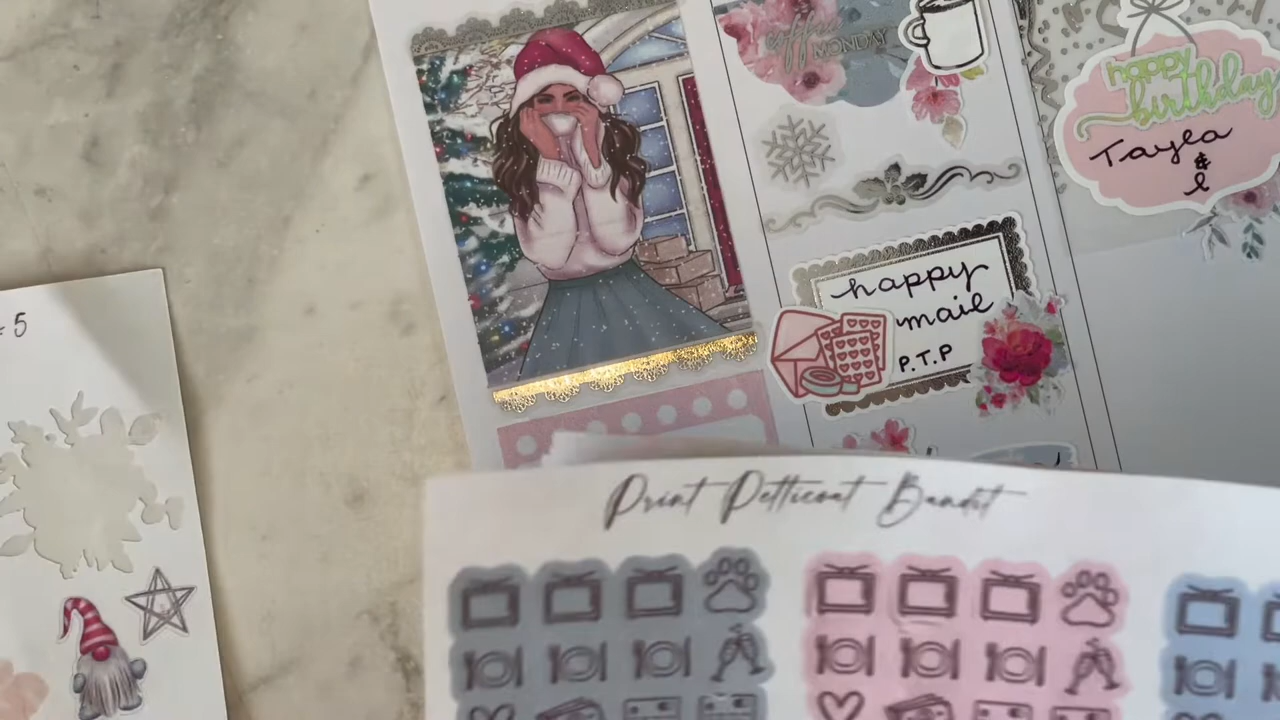 coffee
MONDAY
happy
birthday
Tayla
&
happy
mail
P.T.P
= 5
Print Petticoat Bandit